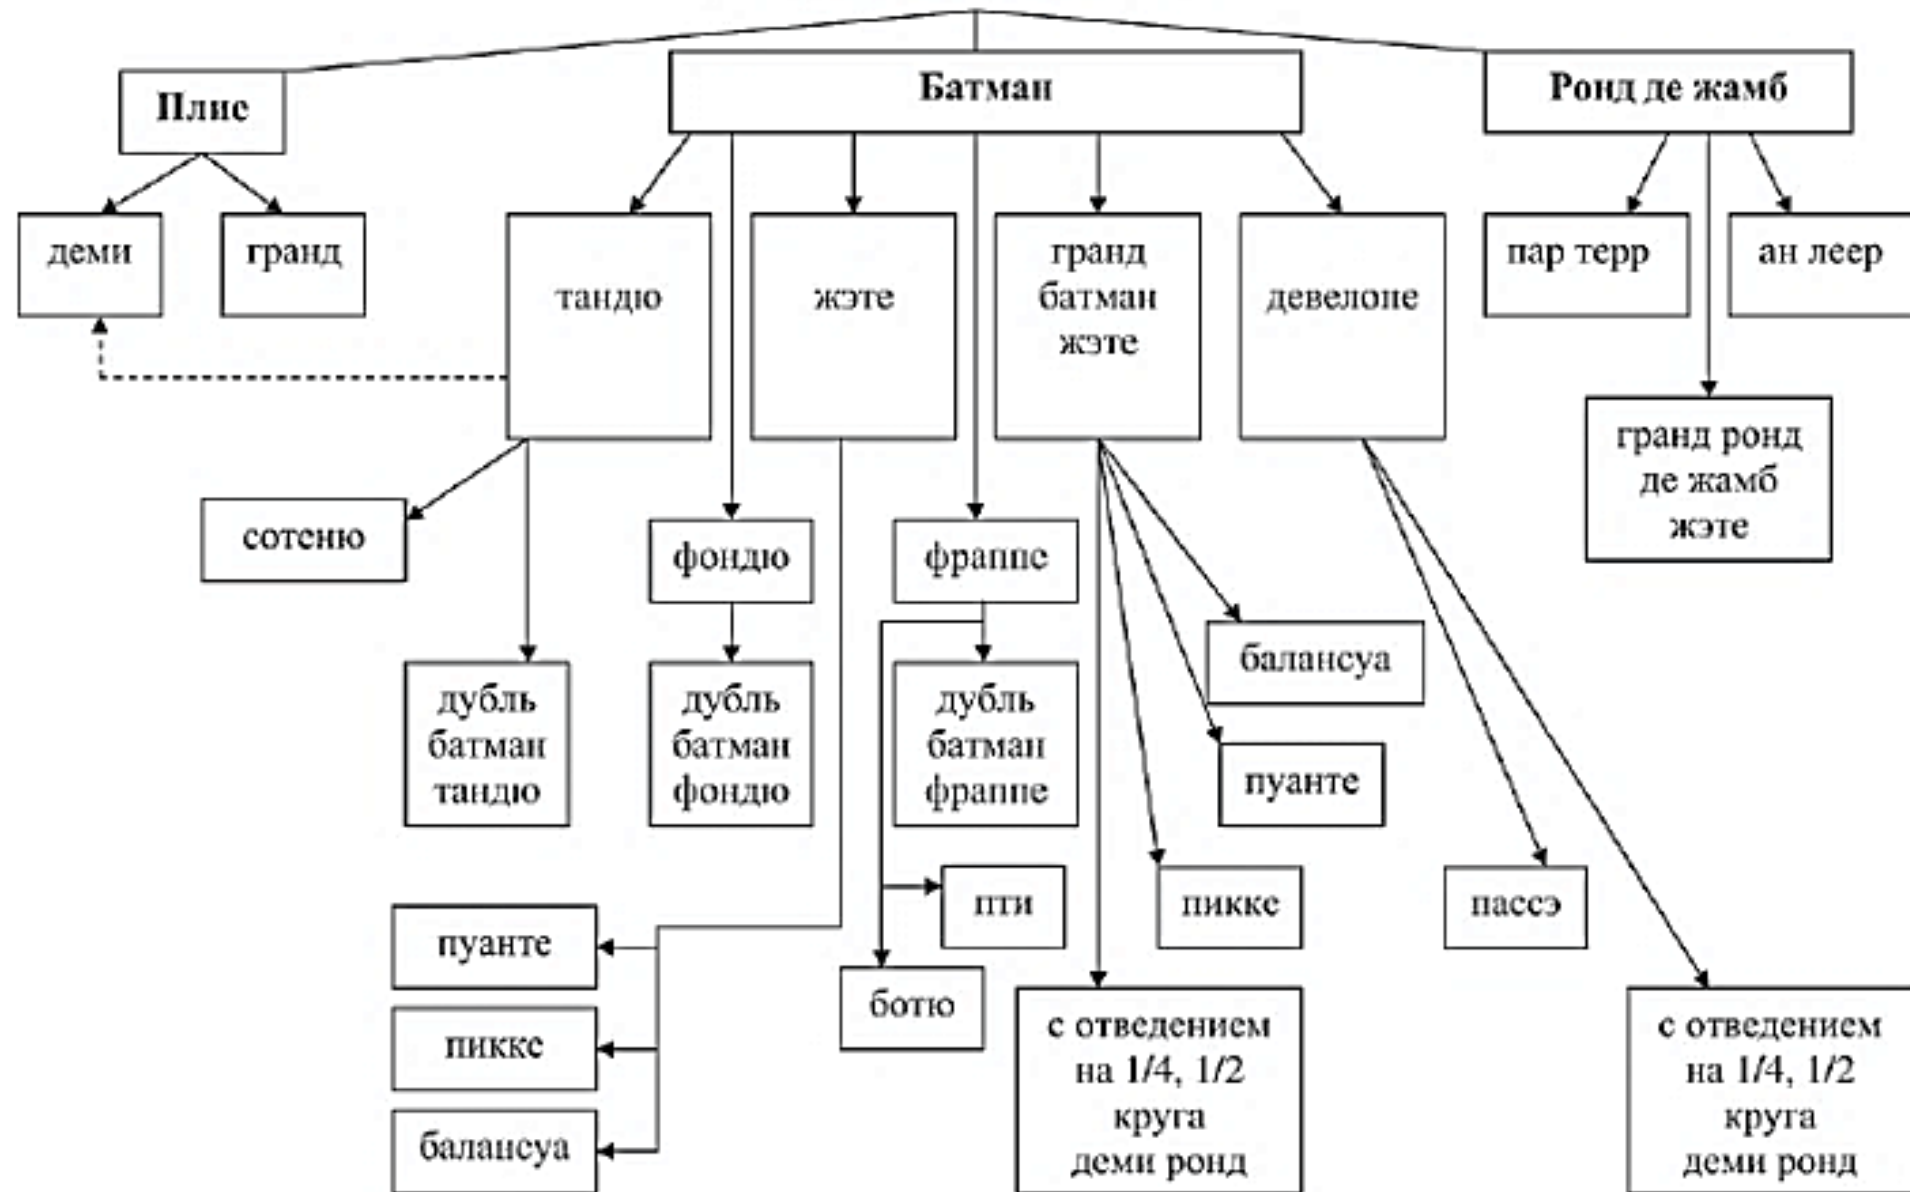 Плие
Батман
Ронд де жамб
деми
гранд
тандю
жэте
гранд
батман
жэте
девелопе
пар терр
ан леер
гранд ронд
де жамб
жэте
сотеню
фондю
фраппе
балансуа
дубль
батман
тандю
дубль
батман
фондю
дубль
батман
фраппе
пуанте
пти
пикке
пассэ
пуанте
ботю
пикке
балансуа
с отведением
на 1/4, 1/2
круга
деми ронд
с отведением
на 1/4, 1/2
круга
деми ронд